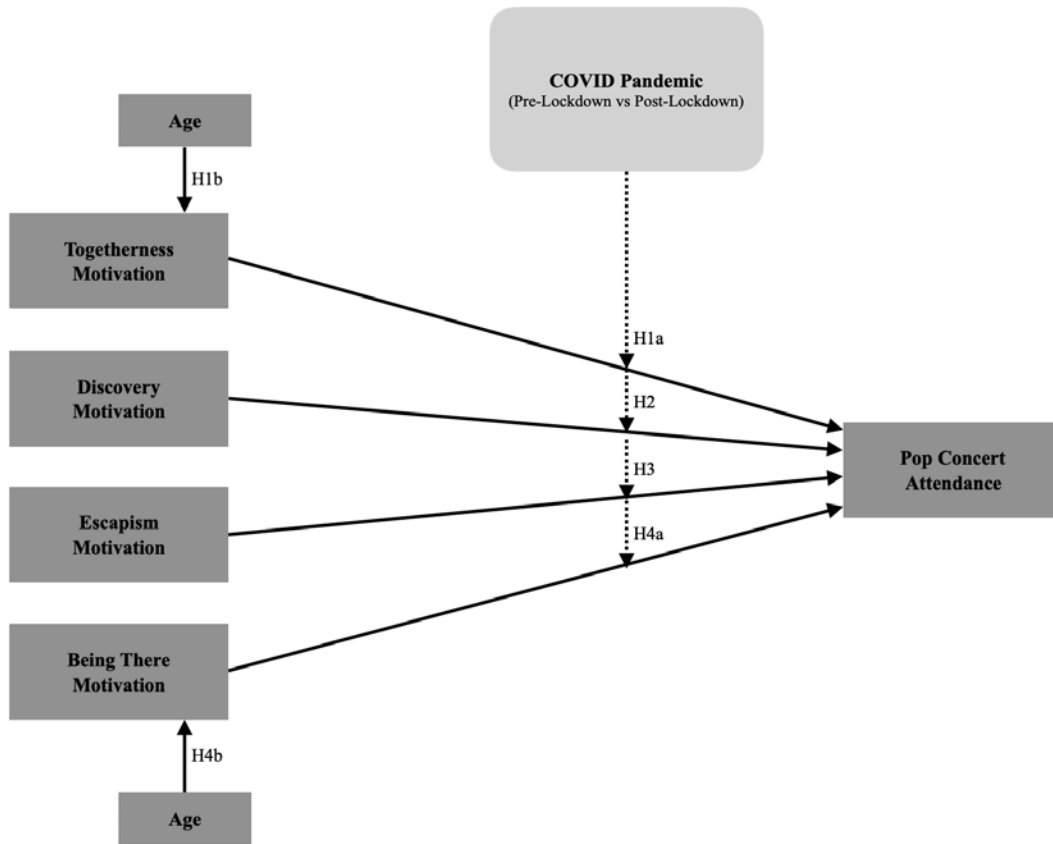 COVID Pandemic
(Pre-Lockdown vs Post-Lockdown)
Age
H1b
Togetherness
Motivation
H1a
Discovery
Motivation
H2
Pop Concert
Attendance
H3
Escapism
Motivation
H4a
Being There
Motivation
H4b
Age